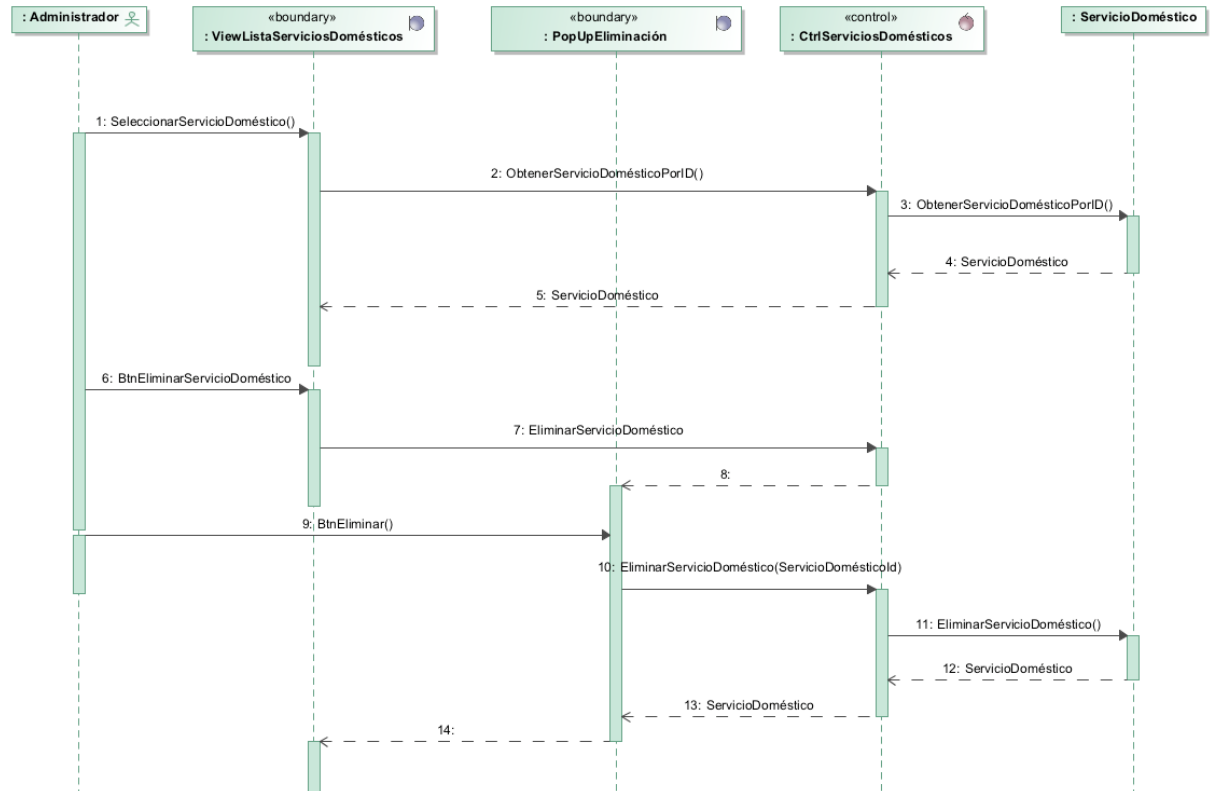 : Administrador
«boundary»
: ViewListaServiciosDomésticos
«boundary»
: PopUpEliminación
«control»
: CtrlServiciosDomésticos
: ServicioDoméstico
1: SeleccionarServicioDoméstico()
2: ObtenerServicioDomésticoPorID()
3: ObtenerServicioDomésticoPorID()
4: ServicioDoméstico
5: ServicioDoméstico
6: BtnEliminarServicioDoméstico
7: EliminarServicioDoméstico
8:
9: BtnEliminar()
10: EliminarServicioDoméstico(ServicioDomésticoId)
11: EliminarServicioDoméstico()
12: ServicioDoméstico
13: ServicioDoméstico
14: